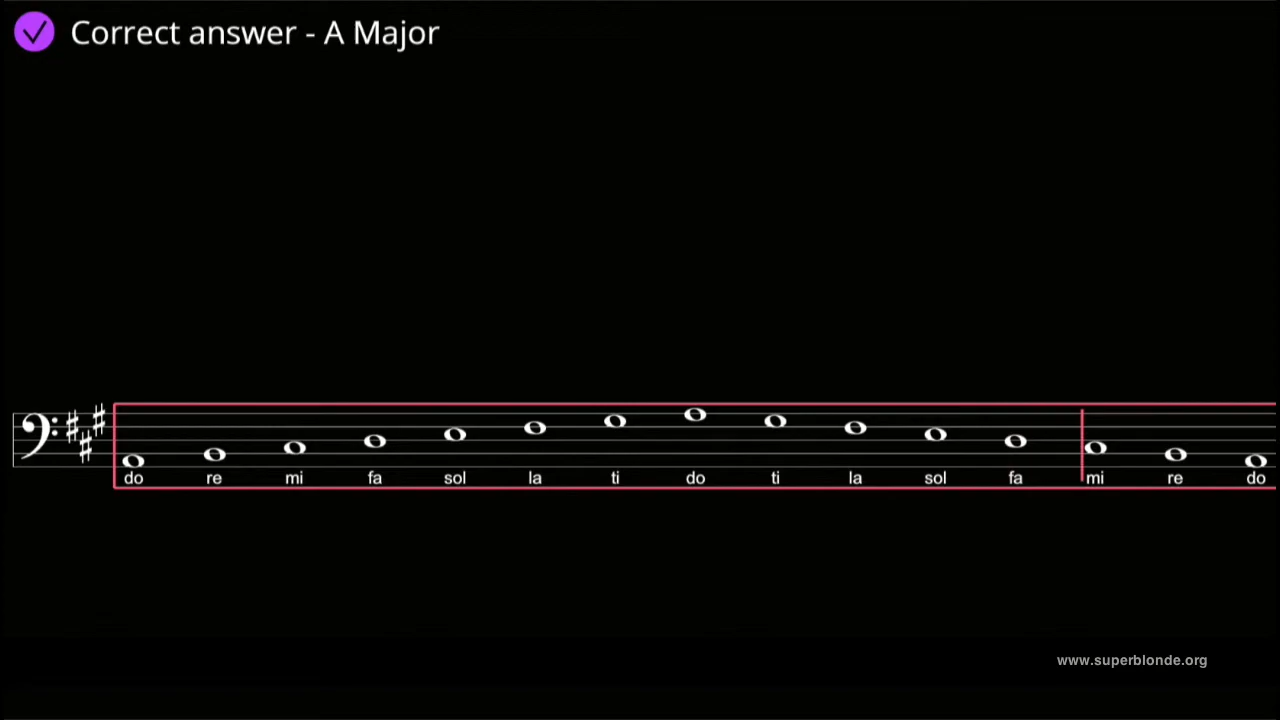 Correct answer - A Major
do re mi fa sol la ti do ti la sol fa mi re do
www.superblonde.org